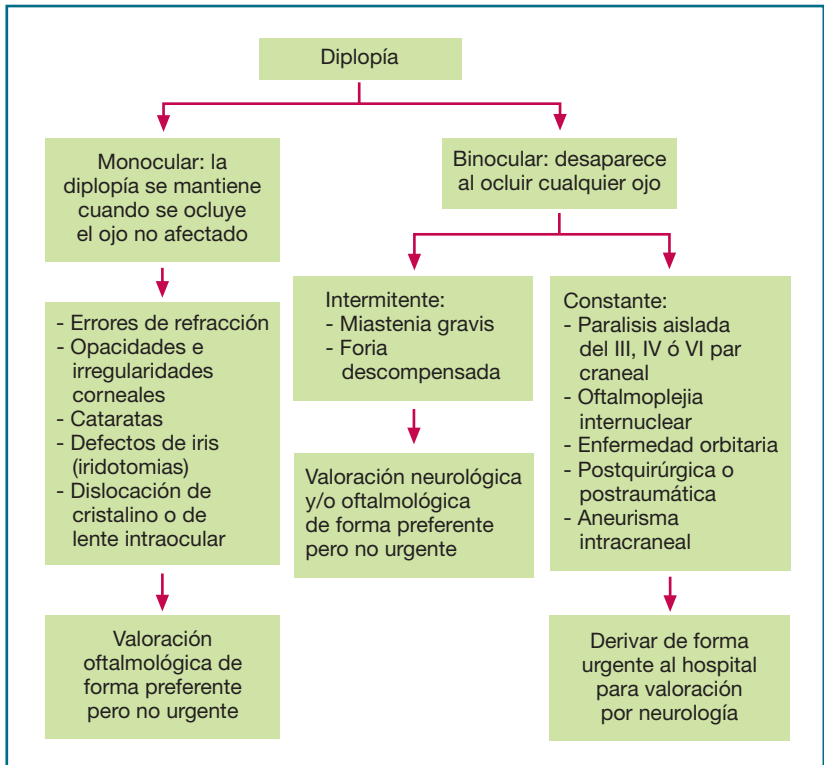 Diplopía
Monocular: la
diplopía se mantiene
cuando se ocluye
el ojo no afectado
Binocular: desaparece
al ocluir cualquier ojo
- Errores de refracción
- Opacidades e
irregularidades
corneales
- Cataratas
- Defectos de iris
(iridotomias)
- Dislocación de
cristalino o de
lente intraocular
Intermitente:
- Miastenia gravis
- Foria
descompensada
Constante:
- Paralisis aislada
del III, IV ó VI par
craneal
- Oftalmoplejia
internuclear
- Enfermedad orbitaria
- Postquirúrgica o
postraumática
- Aneurisma
intracraneal
Valoración neurológica
y/o oftalmológica
de forma preferente
pero no urgente
Valoración
oftalmológica de
forma preferente
pero no urgente
Derivar de forma
urgente al hospital
para valoración
por neurología